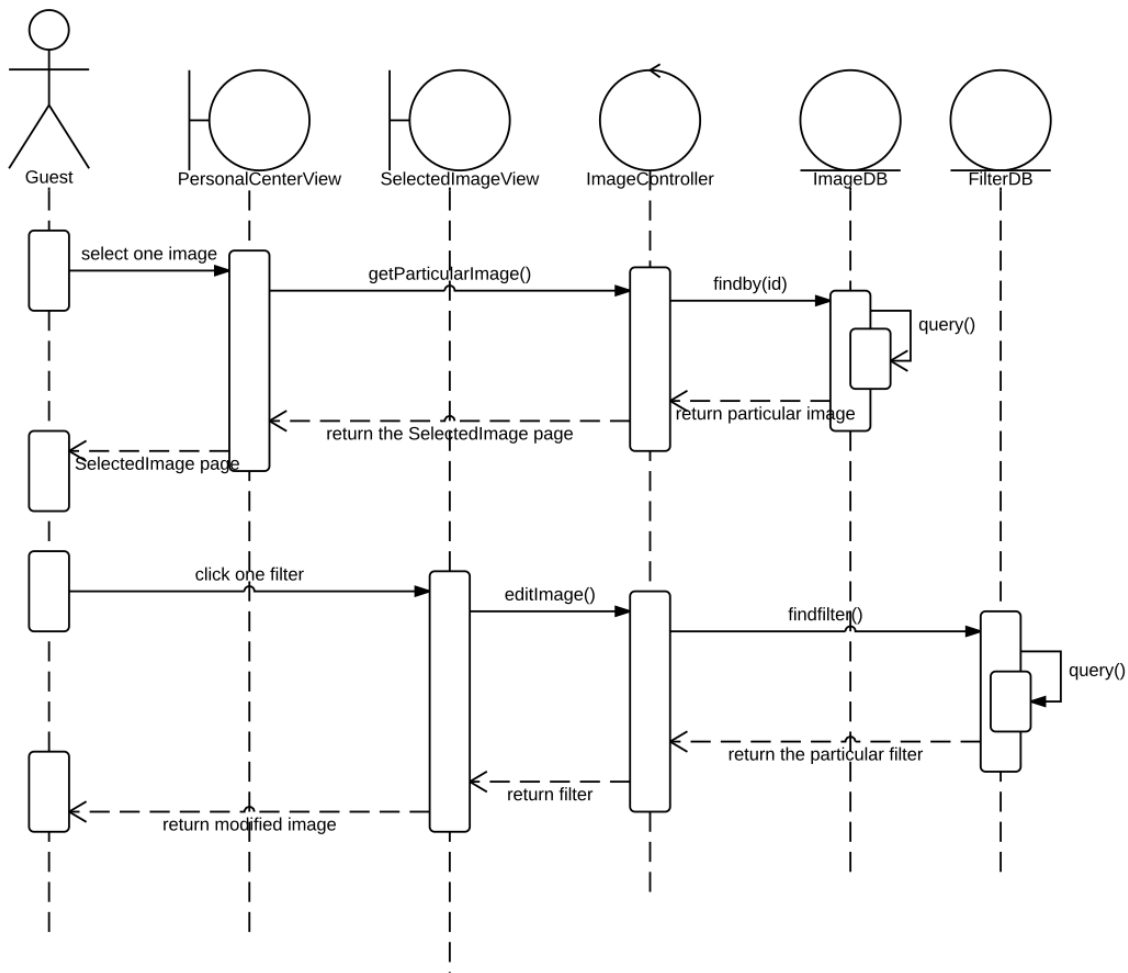 Guest
PersonalCenterView
SelectedImageView
ImageController
ImageDB
FilterDB
select one image
getParticularImage()
findby(id)
query()
return particular image
return the SelectedImage page
SelectedImage page
click one filter
editImage()
findfilter()
query()
return the particular filter
return filter
return modified image